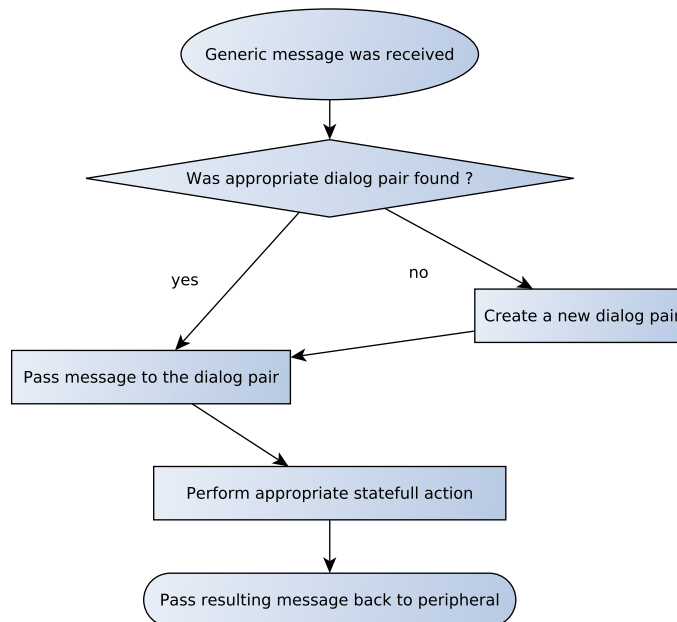 Generic message was received
Was appropriate dialog pair found ?
yes
no
Create a new dialog pair
Pass message to the dialog pair
Perform appropriate statefull action
Pass resulting message back to peripheral